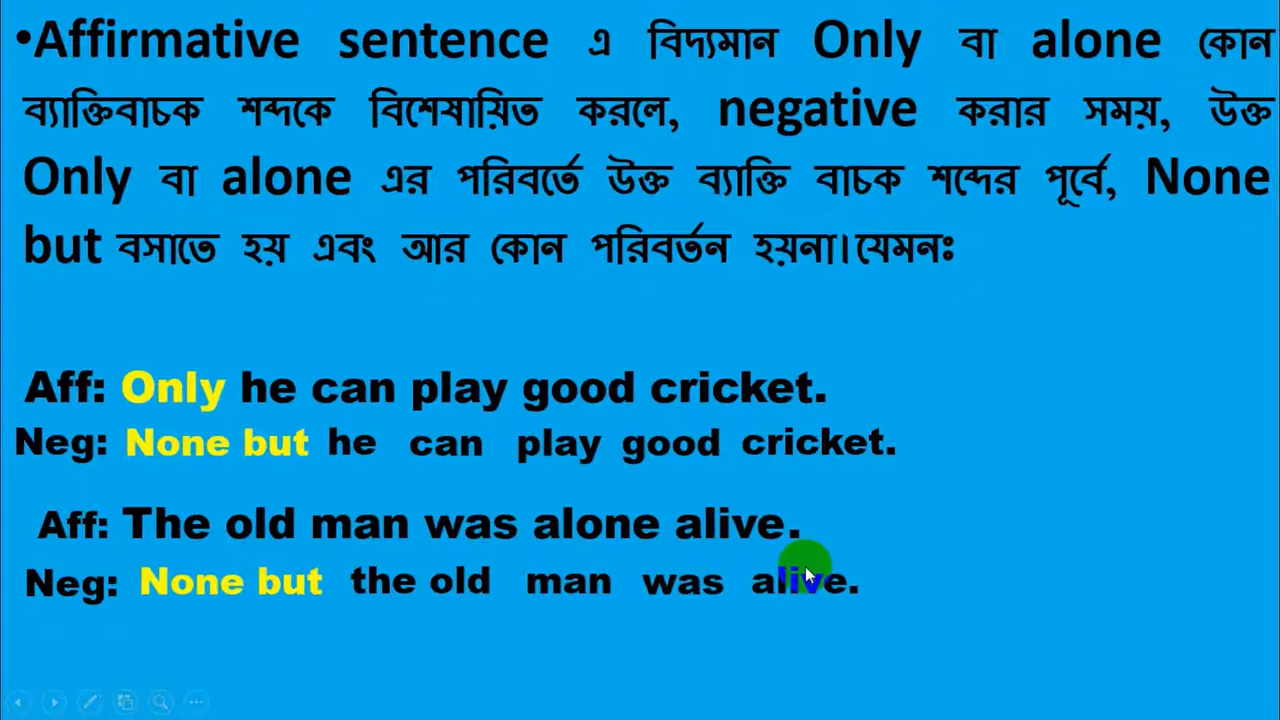 •Affirmative sentence এ বিদ্যমান Only বা alone কোন
ব্যাক্তিবাচক শব্দকে বিশেষায়িত করলে, negative করার সময়, উক্ত
Only বা alone এর পরিবর্তে উক্ত ব্যাক্তি বাচক শব্দের পূর্বে, None
but বসাতে হয় এবং আর কোন পরিবর্তন হয়না।যেমনঃ
Aff: Only he can play good cricket.
Neg: None but he can play good cricket.
Aff: The old man was alone alive.
Neg: None but the old man was alive.